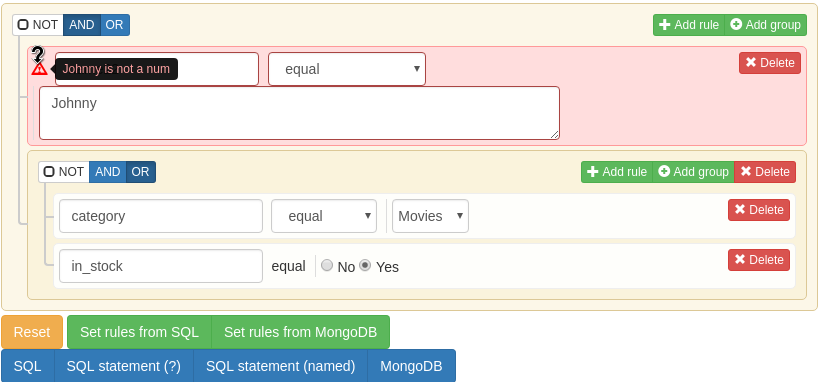 NOT AND OR Add rule Add group
Johnny is not a num equal Delete
Johnny
NOT AND OR Add rule Add group Delete
category equal Movies Delete
in_stock equal No Yes Delete
Reset Set rules from SQL Set rules from MongoDB
SQL SQL statement (?) SQL statement (named) MongoDB